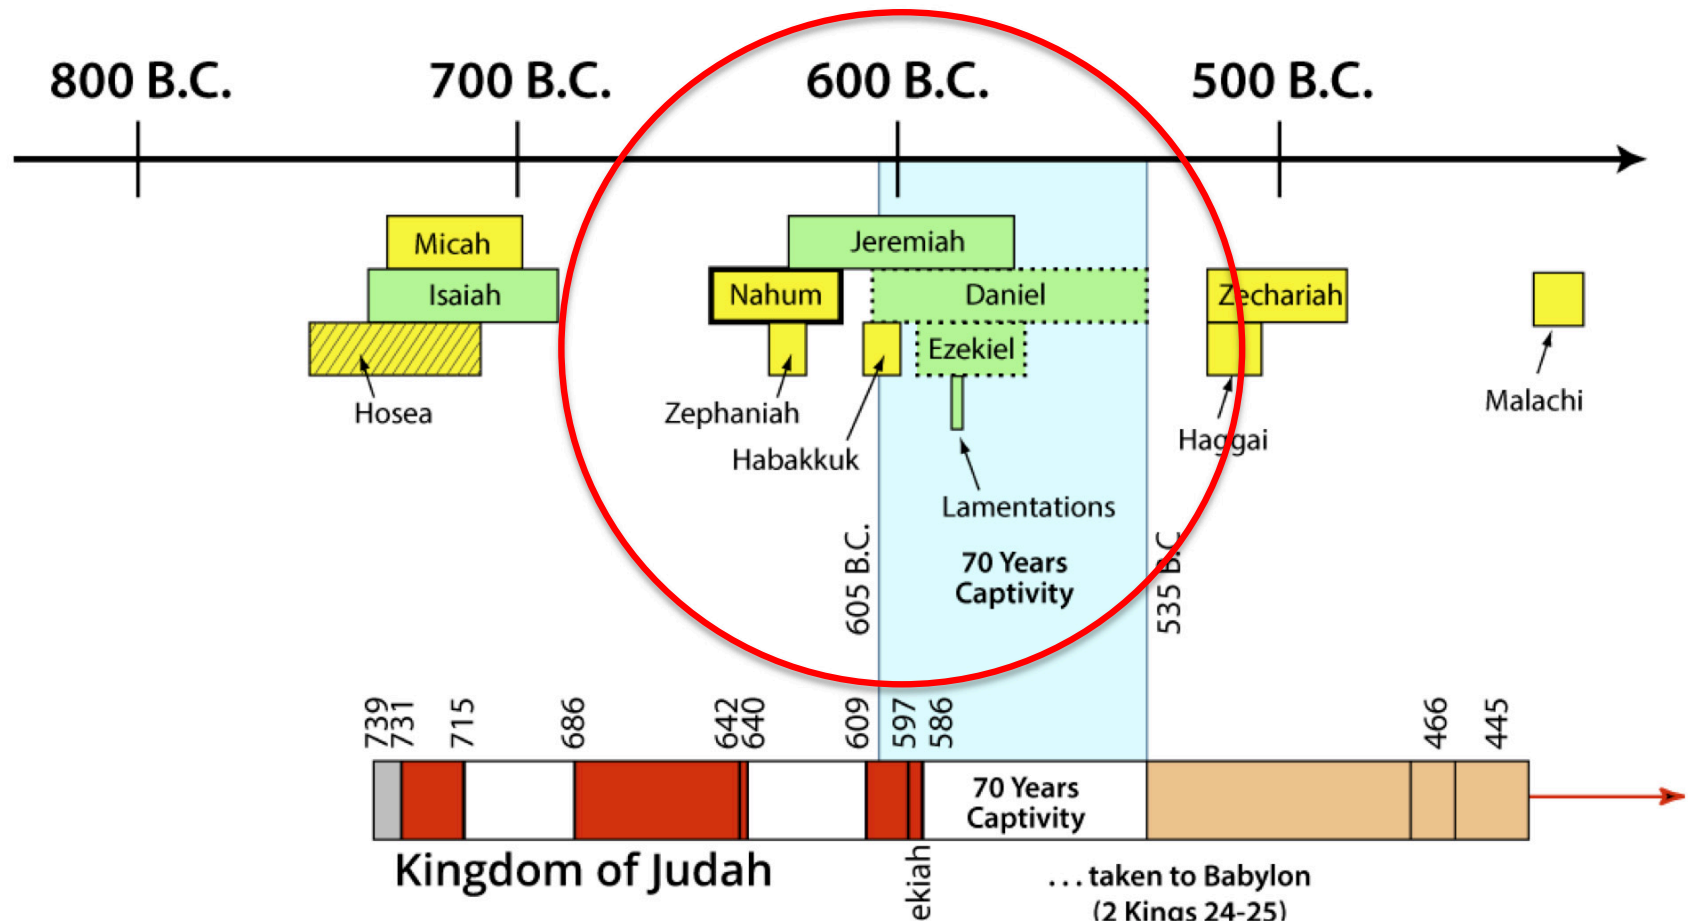 800 B.C.
700 B.C.
600 B.C.
500 B.C.
Micah
Jeremiah
Isaiah
Nahum
Daniel
Zechariah
Ezekiel
Hosea
Zephaniah
Habakkuk
Haggai
Malachi
Lamentations
605 B.C.
70 Years
Captivity
535 B.C
739
731
715
686
642
640
609
597
586
466
445
70 Years
Captivity
Kingdom of Judah
ekiah
... taken to Babylon
(2 Kings 24-25)